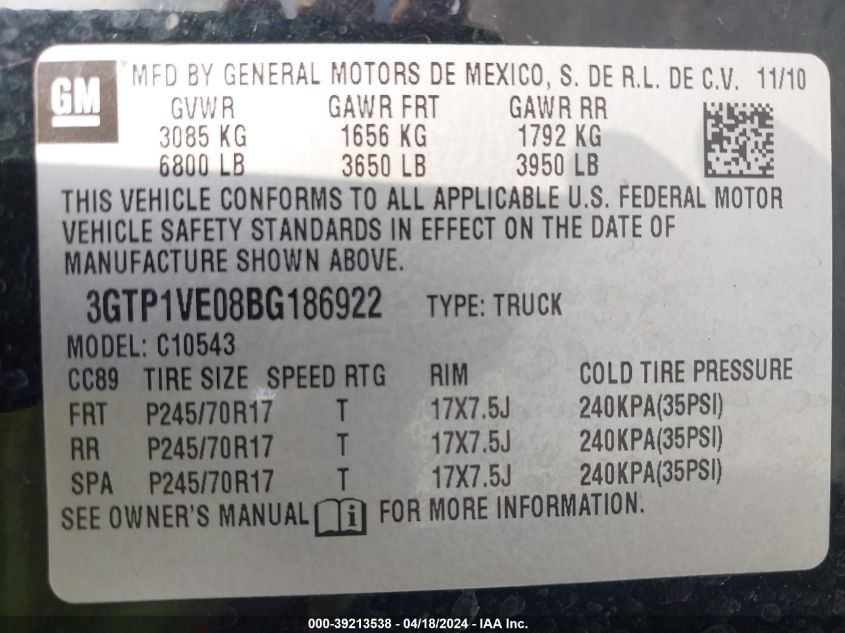 GM
® MFD BY GENERAL MOTORS DE MEXICO, S. DE R.L. DE C.V. 11/10
GVWR GAWR FRT GAWR RR
3085 KG 1656 KG 1792 KG
6800 LB 3650 LB 3950 LB
THIS VEHICLE CONFORMS TO ALL APPLICABLE U.S. FEDERAL MOTOR
VEHICLE SAFETY STANDARDS IN EFFECT ON THE DATE OF
MANUFACTURE SHOWN ABOVE.
3GTP1VE08BG186922 TYPE: TRUCK
MODEL: C10543
CC89 TIRE SIZE SPEED RTG RIM COLD TIRE PRESSURE
FRT P245/70R17 T 17X7.5J 240KPA(35PSI)
RR P245/70R17 T 17X7.5J 240KPA(35PSI)
SPA P245/70R17 T 17X7.5J 240KPA(35PSI)
SEE OWNER'S MANUAL i FOR MORE INFORMATION.
000-39213538 - 04/18/2024 - IAAI.com